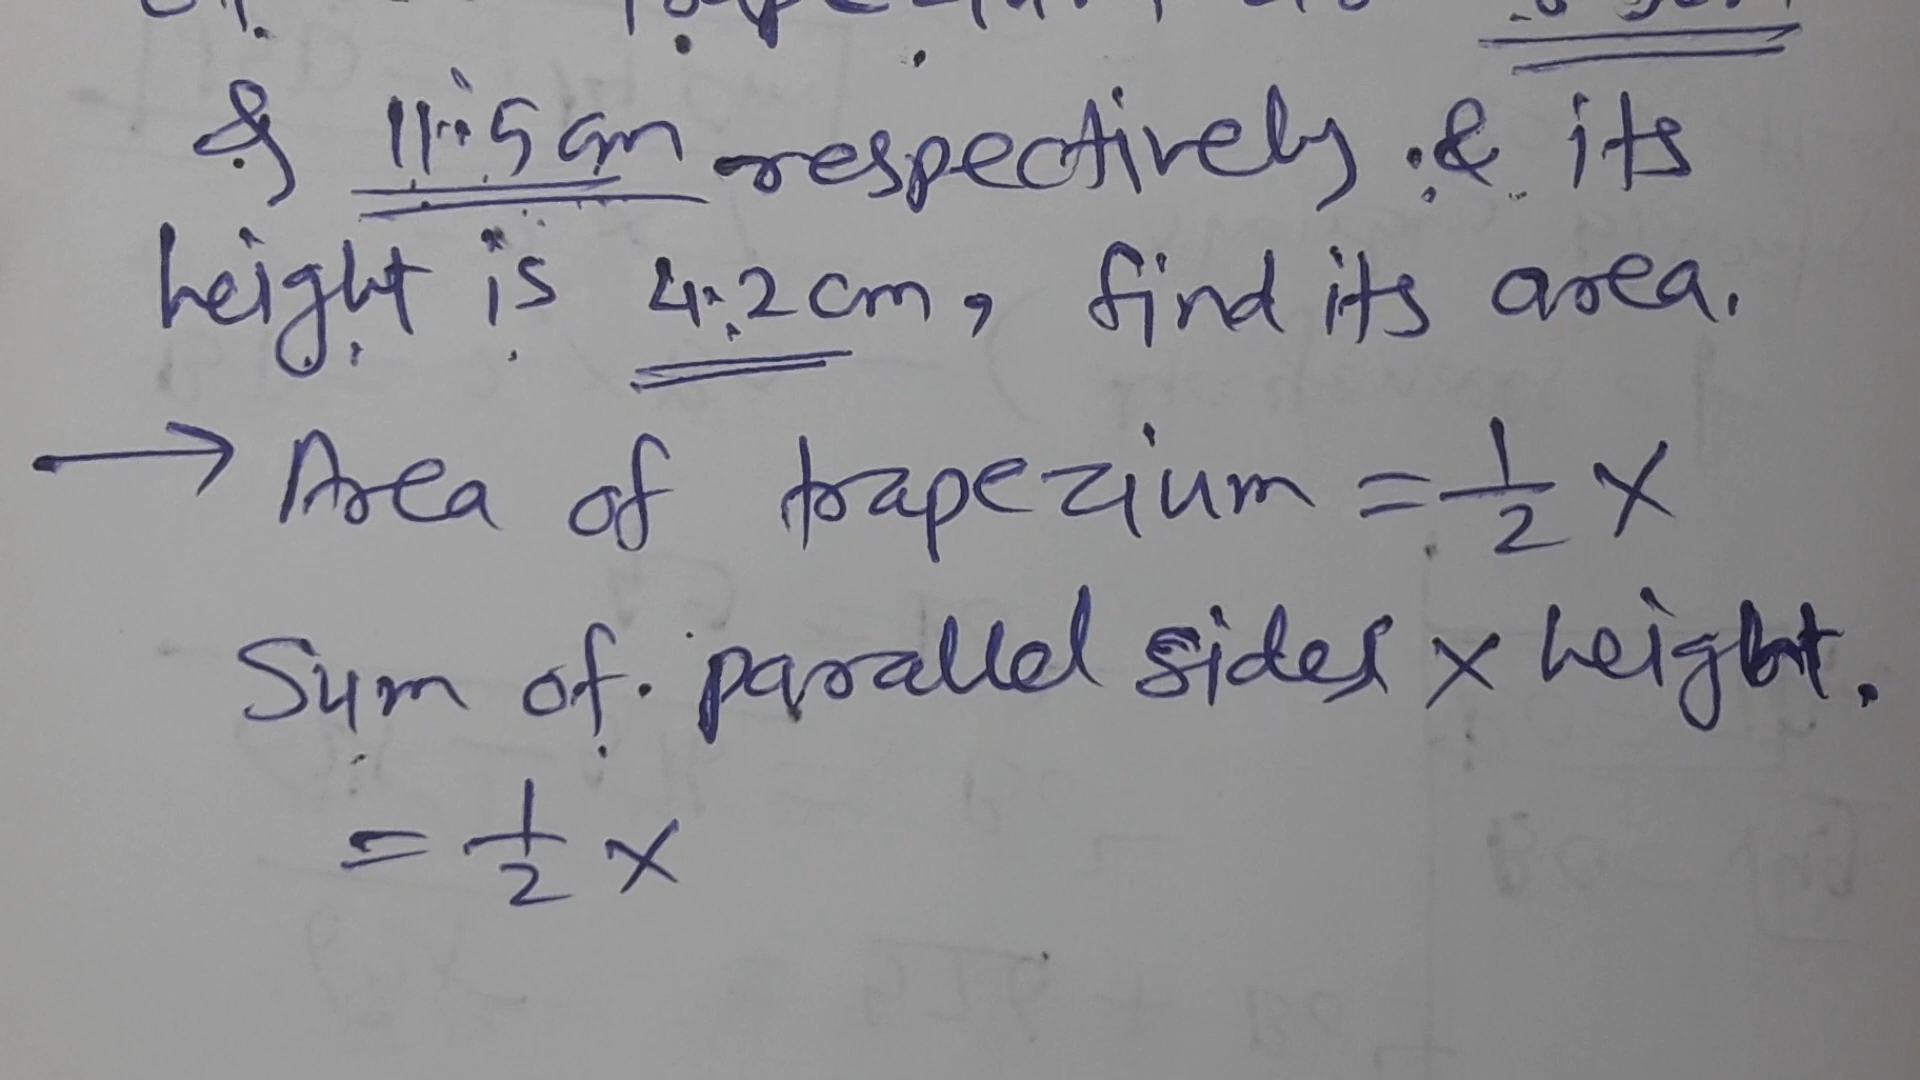 & 11.5 cm respectively & its
height is 4.2 cm, find its area.
→ Area of trapezium = 1/2 ×
Sum of parallel sides × height.
= 1/2 ×